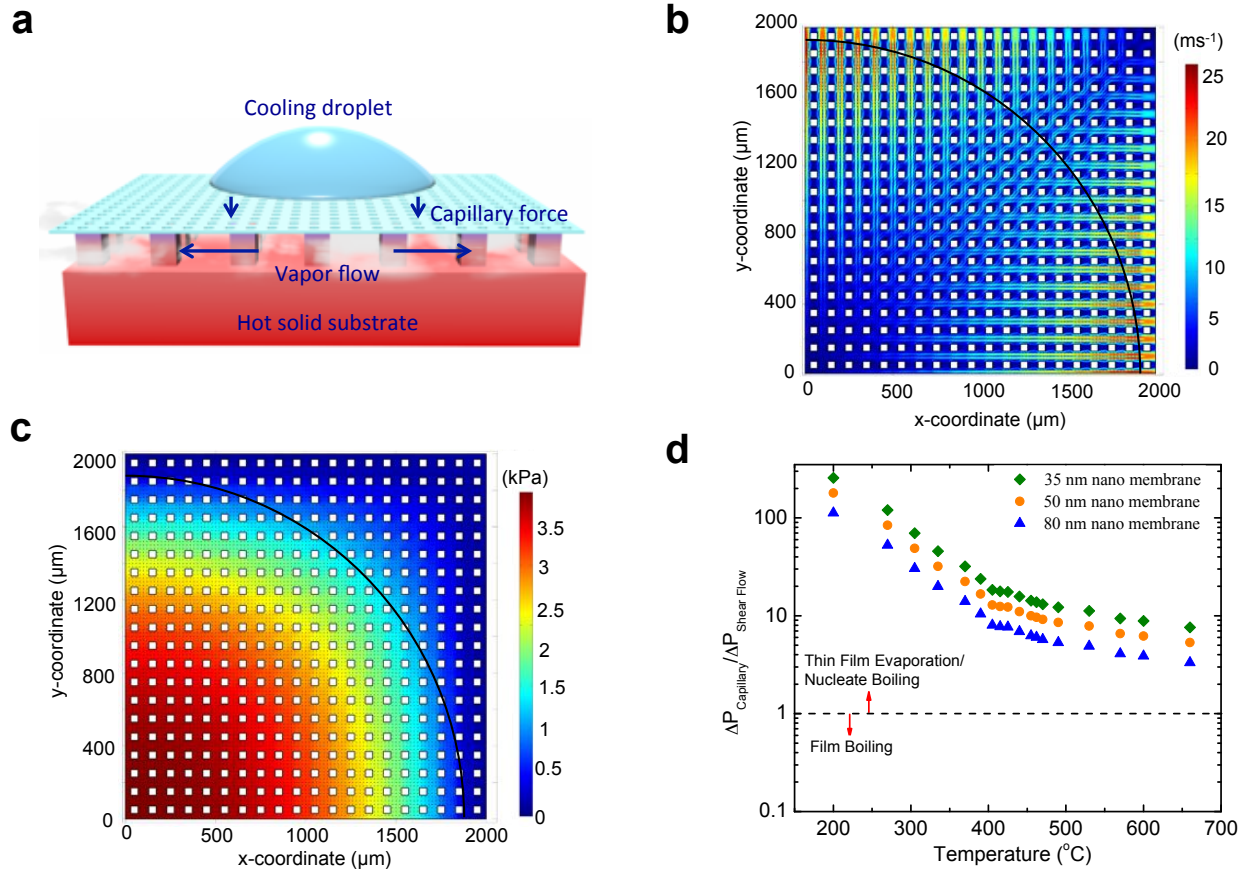 a
Cooling droplet
Capillary force
Vapor flow
Hot solid substrate
b
(ms⁻¹)
2000
1600
1200
800
400
0
y-coordinate (μm)
0 500 1000 1500 2000
x-coordinate (μm)
25
20
15
10
5
0
c
(kPa)
2000
1600
1200
800
400
0
y-coordinate (μm)
0 500 1000 1500 2000
x-coordinate (μm)
3.5
3
2.5
2
1.5
1
0.5
0
d
35 nm nano membrane
50 nm nano membrane
80 nm nano membrane
100
10
1
0.1
ΔP_Capillary/ΔP_Shear Flow
Thin Film Evaporation/
Nucleate Boiling
Film Boiling
200 300 400 500 600 700
Temperature (°C)